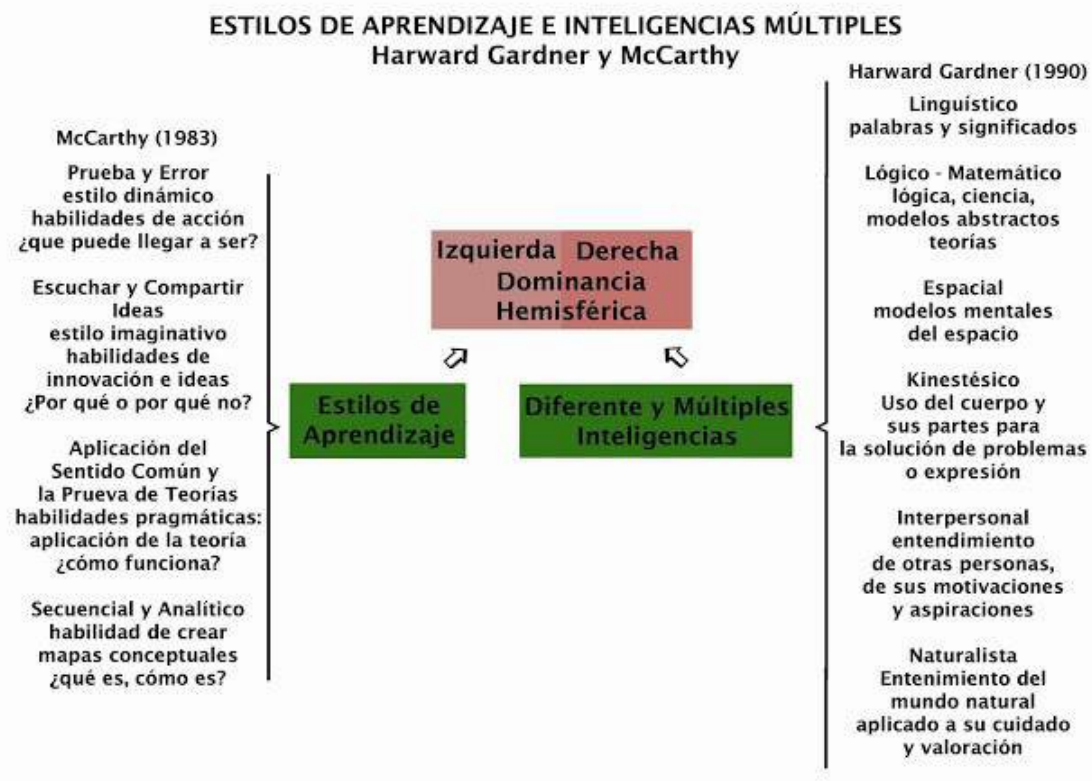 ESTILOS DE APRENDIZAJE E INTELIGENCIAS MÚLTIPLES
Harward Gardner y McCarthy
McCarthy (1983)
Prueba y Error
estilo dinámico
habilidades de acción
¿que puede llegar a ser?
Escuchar y Compartir
Ideas
estilo imaginativo
habilidades de
innovación e ideas
¿Por qué o por qué no?
Aplicación del
Sentido Común y
la Prueva de Teorías
habilidades pragmáticas:
aplicación de la teoría
¿cómo funciona?
Secuencial y Analítico
habilidad de crear
mapas conceptuales
¿qué es, cómo es?
Izquierda Derecha
Dominancia
Hemisférica
Estilos de
Aprendizaje
Diferente y Múltiples
Inteligencias
Harward Gardner (1990)
Linguístico
palabras y significados
Lógico - Matemático
lógica, ciencia,
modelos abstractos
teorías
Espacial
modelos mentales
del espacio
Kinestésico
Uso del cuerpo y
sus partes para
la solución de problemas
o expresión
Interpersonal
entendimiento
de otras personas,
de sus motivaciones
y aspiraciones
Naturalista
Entenimiento del
mundo natural
aplicado a su cuidado
y valoración